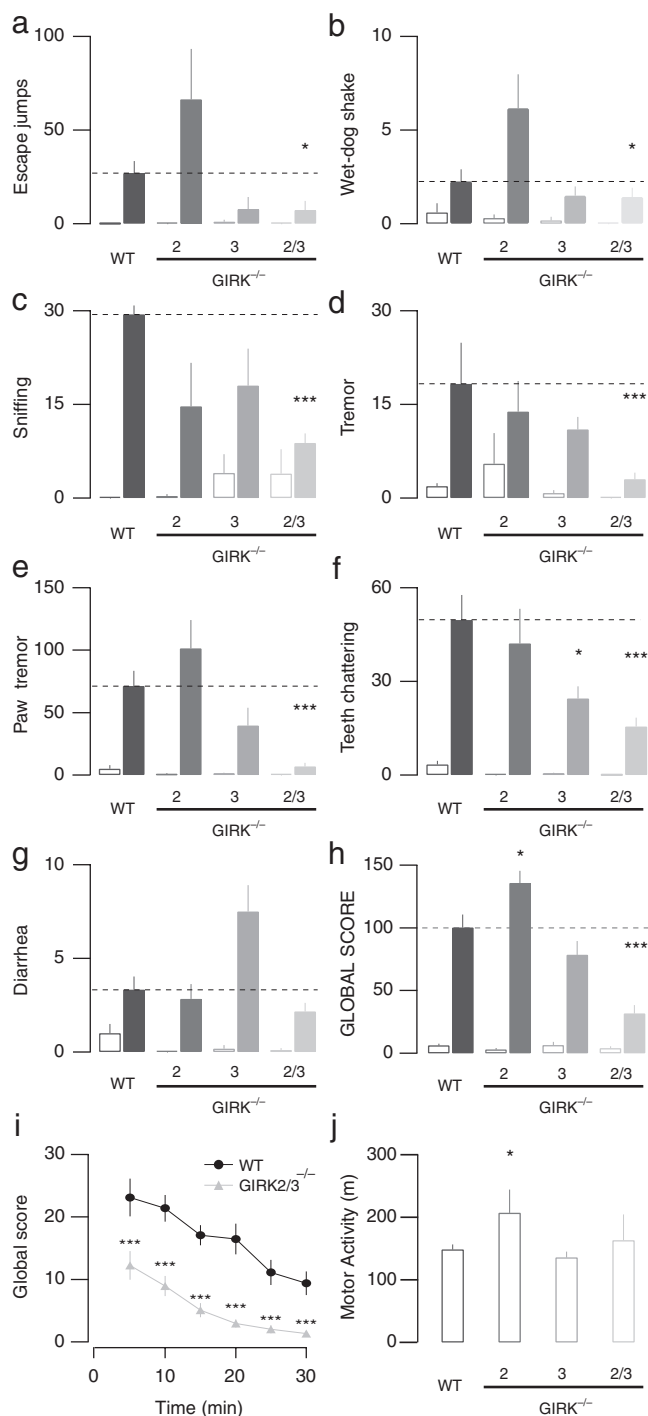 a
100
50
0
Escape jumps
*
WT
2
3
2/3
GIRK–/–
b
10
5
0
Wet-dog shake
*
WT
2
3
2/3
GIRK–/–
c
30
15
0
Sniffing
***
WT
2
3
2/3
GIRK–/–
d
30
15
0
Tremor
***
WT
2
3
2/3
GIRK–/–
e
150
100
50
0
Paw tremor
***
WT
2
3
2/3
GIRK–/–
f
60
30
0
Teeth chattering
*
***
WT
2
3
2/3
GIRK–/–
g
10
5
0
Diarrhea
WT
2
3
2/3
GIRK–/–
h
150
100
50
0
GLOBAL SCORE
*
***
WT
2
3
2/3
GIRK–/–
i
30
20
10
0
Global score
WT
GIRK2/3–/–
***
***
***
***
***
***
0
10
20
30
Time (min)
j
300
200
100
0
Motor Activity (m)
*
WT
2
3
2/3
GIRK–/–